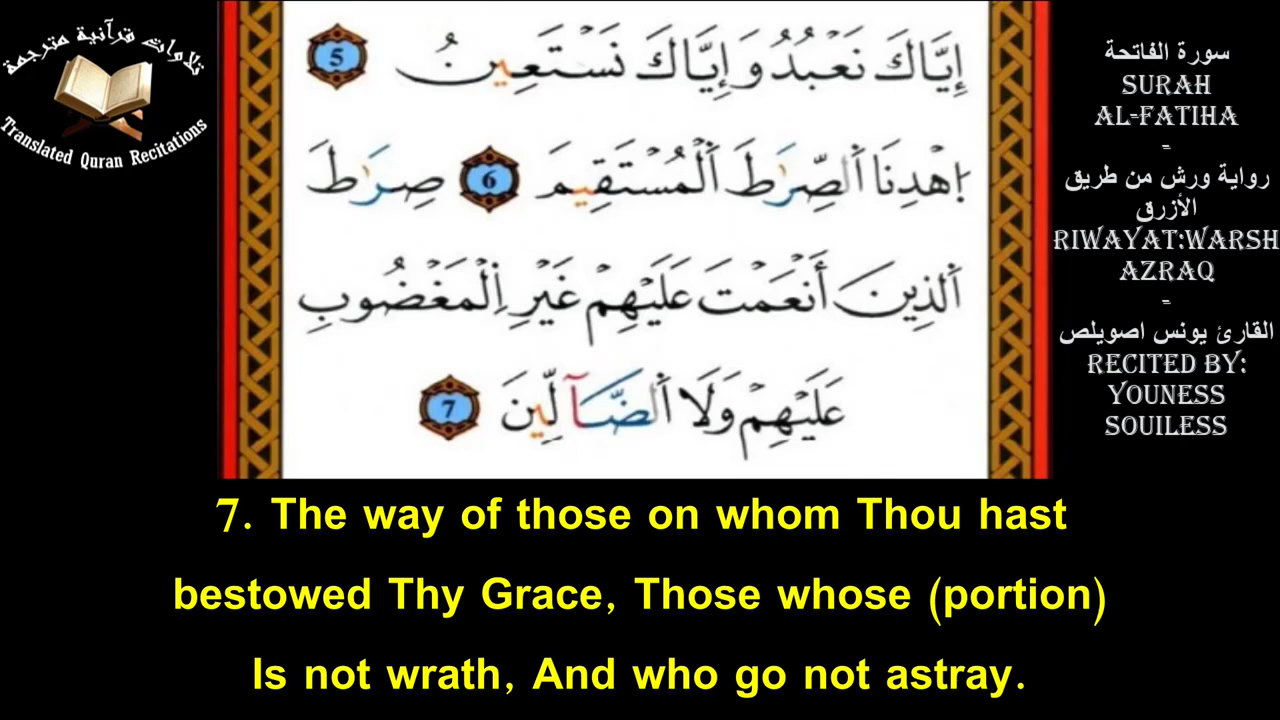 تلاوات قرآنية مترجمة
Translated Quran Recitations
إِيَّاكَ نَعْبُدُ وَإِيَّاكَ نَسْتَعِينُ 5
اِهْدِنَا اَلصِّرَٰطَ اَلْمُسْتَقِيمَ 6 صِرَٰطَ
اَلذِينَ أَنْعَمْتَ عَلَيْهِمْ غَيْرِ اِلْمَغْضُوبِ
عَلَيْهِمْ وَلَا اَلضَّآلِّينَ 7
سورة الفاتحة
SURAH
AL-FATIHA
-
رواية ورش من طريق
الأزرق
RIWAYAT:WARSH
AZRAQ
-
القارئ يونس اصويلص
RECITED BY:
YOUNESS
SOUILESS
7. The way of those on whom Thou hast
bestowed Thy Grace, Those whose (portion)
Is not wrath, And who go not astray.